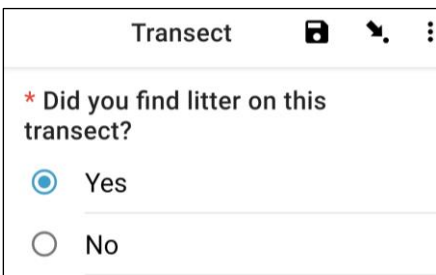 Transect
* Did you find litter on this
transect?
Yes
No